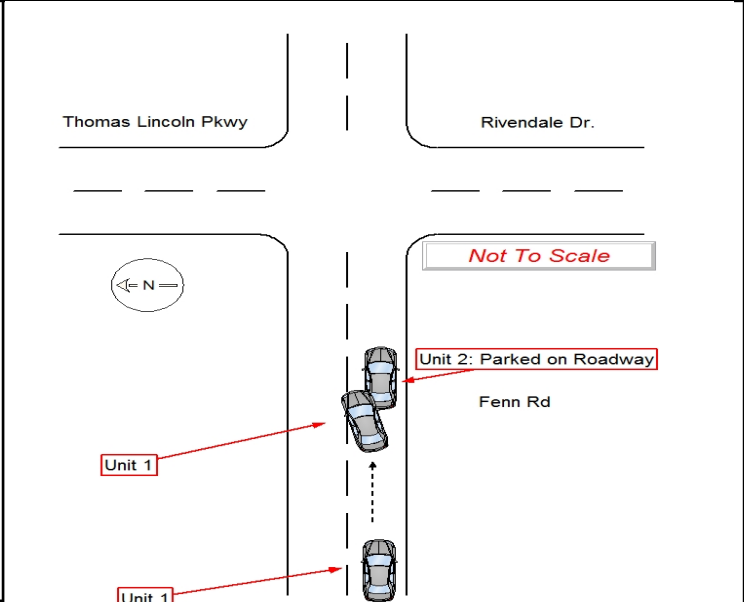 Thomas Lincoln Pkwy
Rivendale Dr.
Not To Scale
N
Unit 2: Parked on Roadway
Fenn Rd
Unit 1
Unit 1